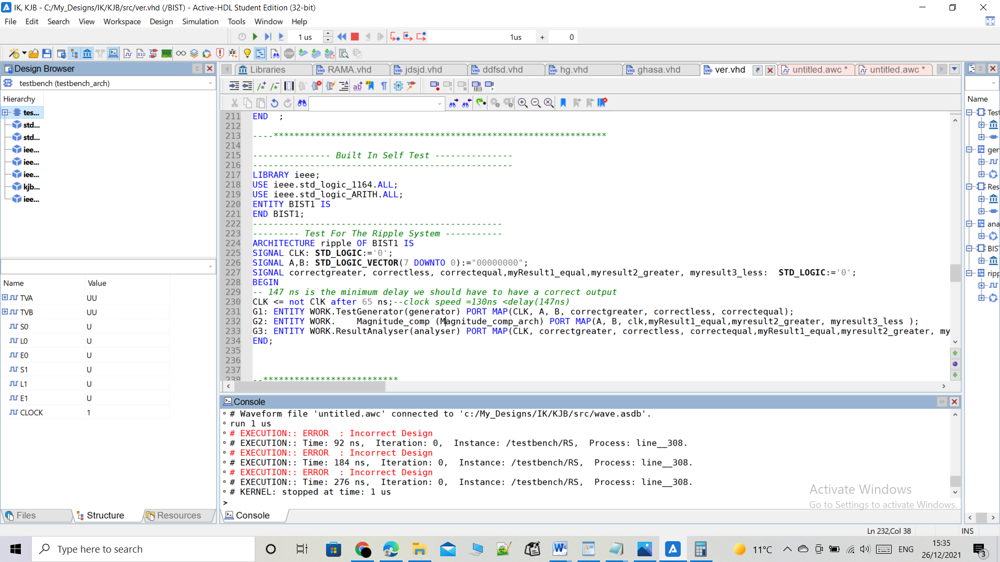 IK, KJB - C:/My_Designs/IK/KJB/src/ver.vhd (/BIST) - Active-HDL Student Edition (32-bit)
File Edit Search View Workspace Design Simulation Tools Window Help
1 us 1us + 0
Design Browser
Libraries RAMA.vhd jdsjd.vhd ddfsd.vhd hg.vhd ghasa.vhd ver.vhd untitled.awc * untitled.awc *
testbench (testbench_arch)
Hierarchy
tes...
std...
std...
iee...
iee...
iee...
kjb...
iee...
Name Value
TVA UU
TVB UU
S0 U
L0 U
E0 U
S1 U
L1 U
E1 U
CLOCK 1
Files Structure Resources
211 END ;
212
213 ----****************************************************************
214
215 --------------- Built In Self Test ---------------
216 --------------------------------------------------
217 LIBRARY ieee;
218 USE ieee.std_logic_1164.ALL;
219 USE ieee.std_logic_ARITH.ALL;
220 ENTITY BIST1 IS
221 END BIST1;
222 ------------------------------------------------
223 --------- Test For The Ripple System -----------
224 ARCHITECTURE ripple OF BIST1 IS
225 SIGNAL CLK: STD_LOGIC:='0';
226 SIGNAL A,B: STD_LOGIC_VECTOR(7 DOWNTO 0):="00000000";
227 SIGNAL correctgreater, correctless, correctequal,myResult1_equal,myresult2_greater, myresult3_less: STD_LOGIC:='0';
228 BEGIN
229 -- 147 ns is the minimum delay we should have to have a correct output
230 CLK <= not ClK after 65 ns;--clock speed =130ns <delay(147ns)
231 G1: ENTITY WORK.TestGenerator(generator) PORT MAP(CLK, A, B, correctgreater, correctless, correctequal);
232 G2: ENTITY WORK. Magnitude_comp (Magnitude_comp_arch) PORT MAP(A, B, clk,myResult1_equal,myresult2_greater, myresult3_less );
233 G3: ENTITY WORK.ResultAnalyser(analyser) PORT MAP(CLK, correctgreater, correctless, correctequal,myResult1_equal,myresult2_greater, my
234 END;
235
236
237
238 --**************************
Console
# Waveform file 'untitled.awc' connected to 'c:/My_Designs/IK/KJB/src/wave.asdb'.
run 1 us
# EXECUTION:: ERROR : Incorrect Design
# EXECUTION:: Time: 92 ns, Iteration: 0, Instance: /testbench/RS, Process: line__308.
# EXECUTION:: ERROR : Incorrect Design
# EXECUTION:: Time: 184 ns, Iteration: 0, Instance: /testbench/RS, Process: line__308.
# EXECUTION:: ERROR : Incorrect Design
# EXECUTION:: Time: 276 ns, Iteration: 0, Instance: /testbench/RS, Process: line__308.
# KERNEL: stopped at time: 1 us
>
Console
Name
Test
gen
Res
ana
BIS
ripp
Activate Windows
Go to Settings to activate Windows.
Ln 232,Col 38 INS
Type here to search
11°C ENG
15:35
26/12/2021
3